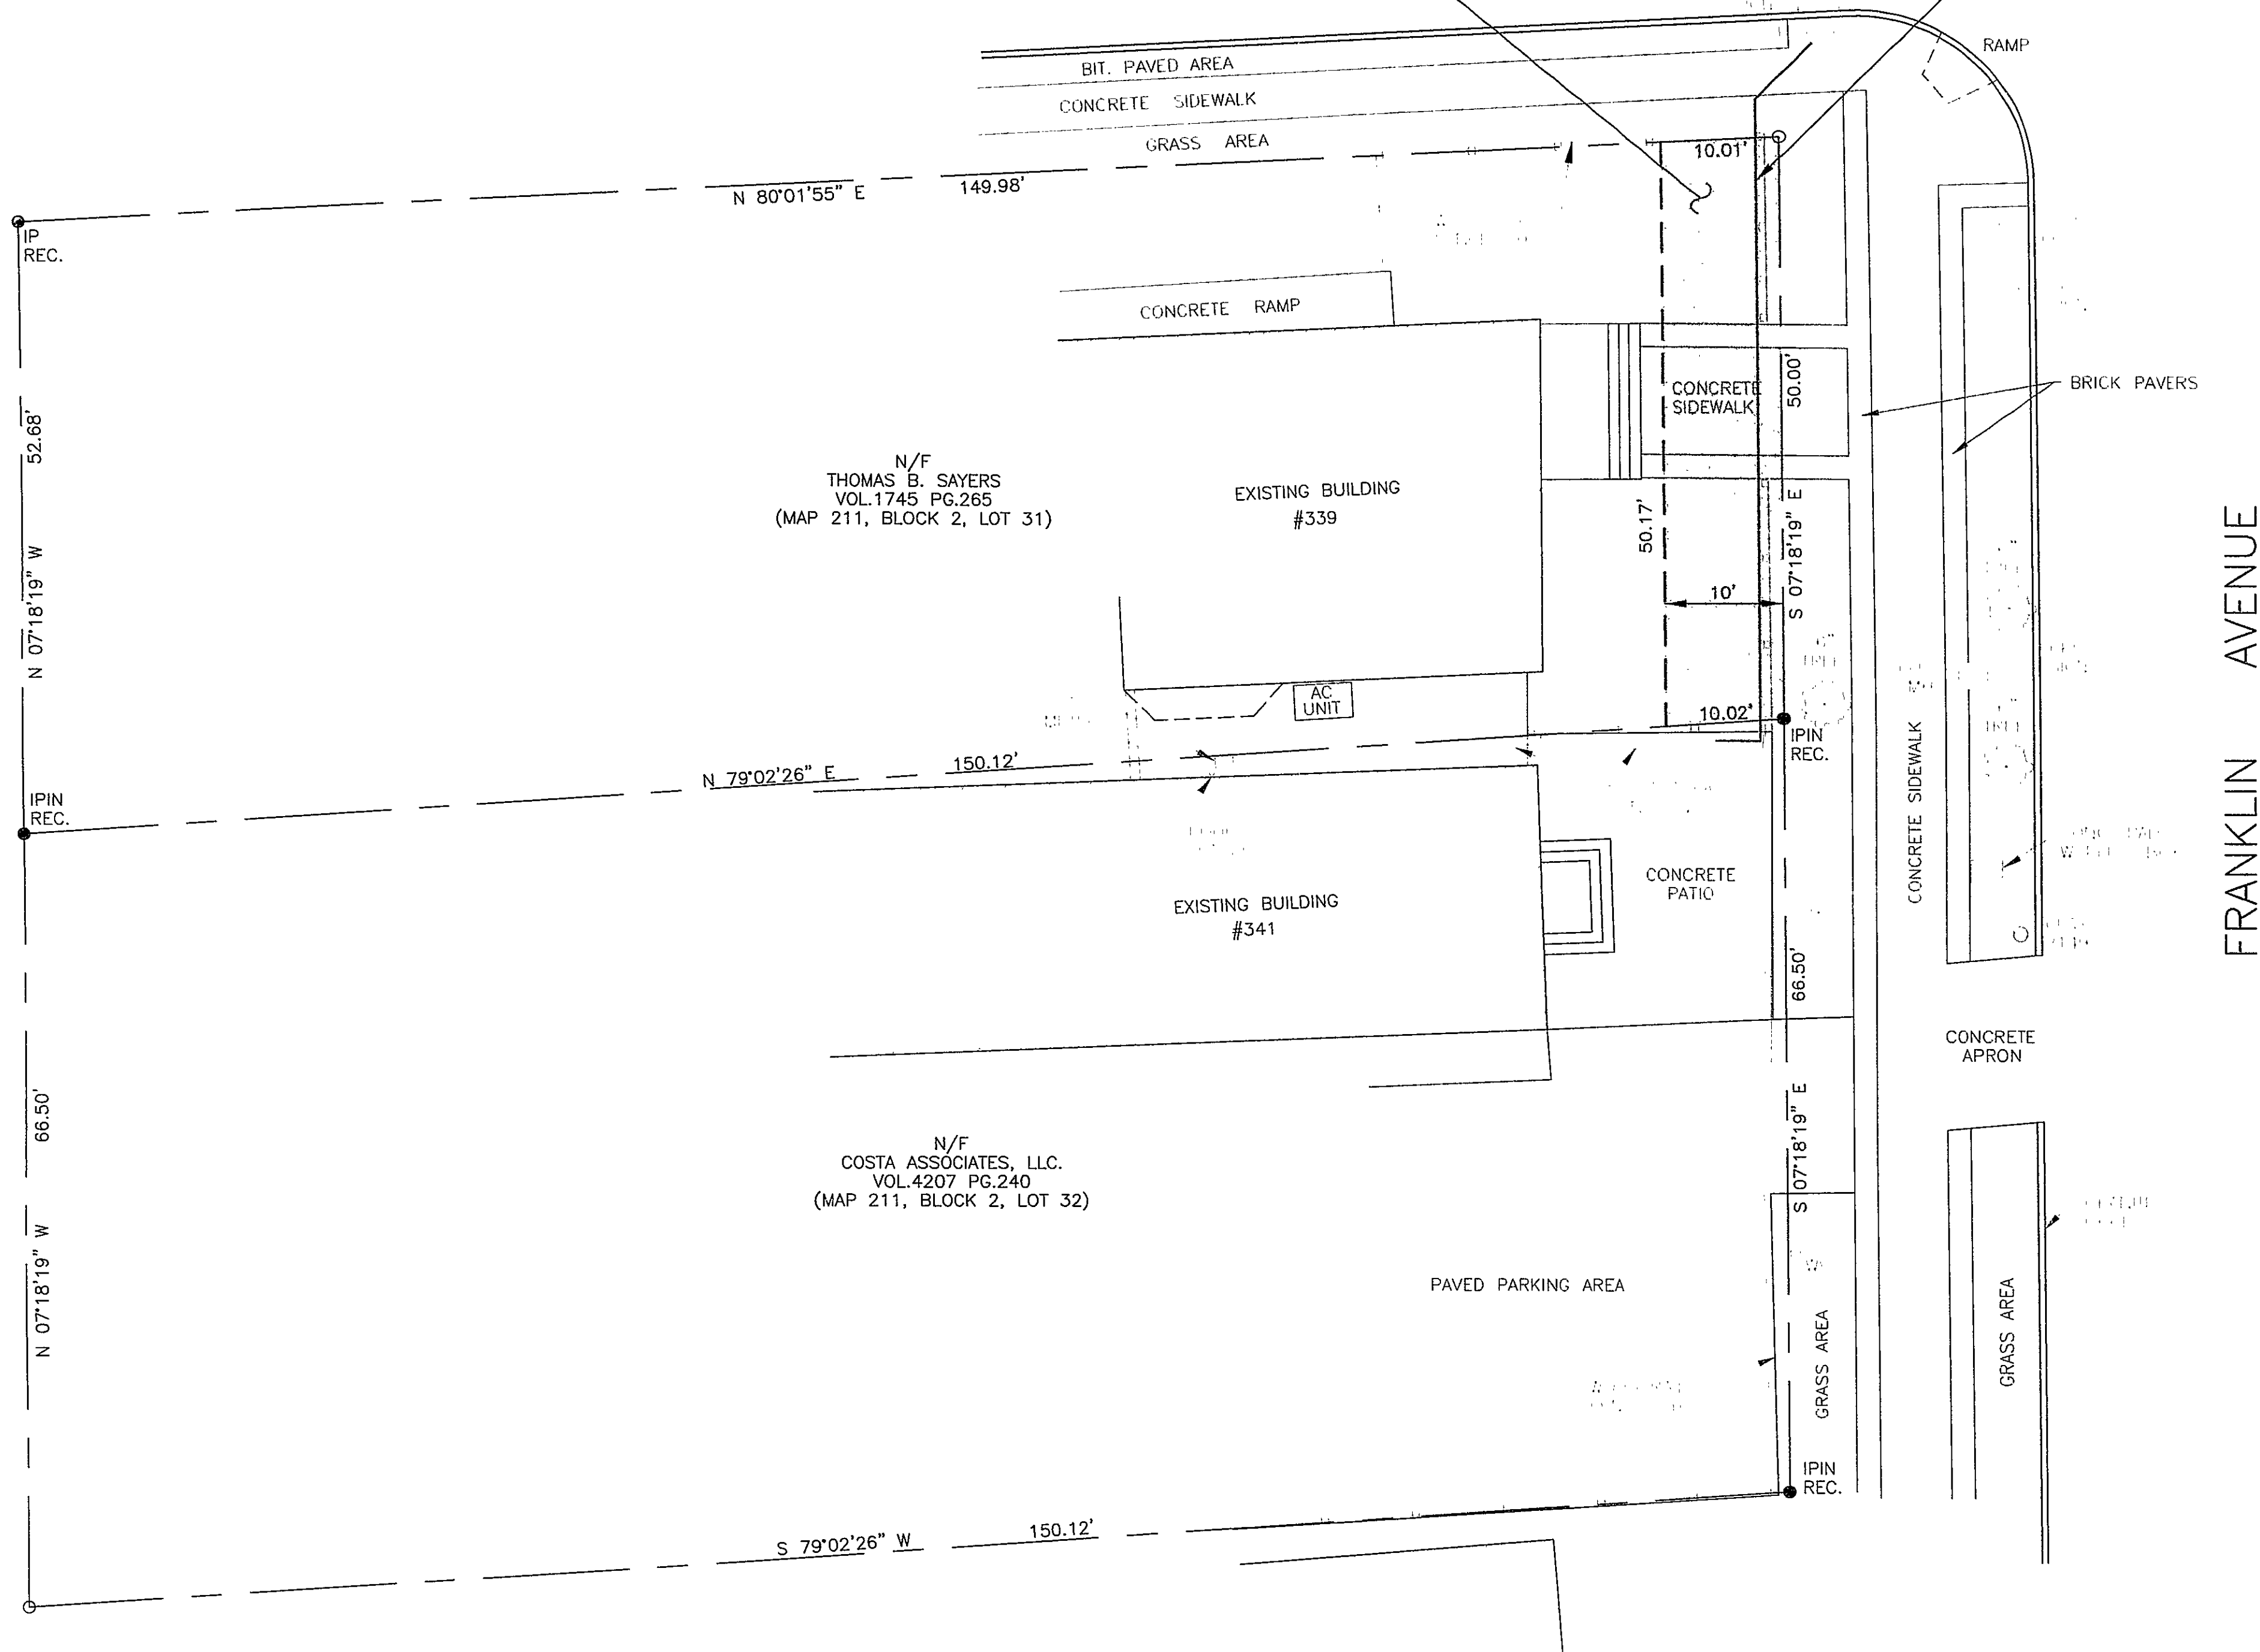 RAMP
BIT. PAVED AREA
CONCRETE SIDEWALK
GRASS AREA
10.01'
N 80°01'55" E 149.98'
IP
REC.
CONCRETE RAMP
BRICK PAVERS
CONCRETE
SIDEWALK
50.00'
S 07°18'19" E
52.68'
N 07°18'19" W
N/F
THOMAS B. SAYERS
VOL.1745 PG.265
(MAP 211, BLOCK 2, LOT 31)
EXISTING BUILDING
#339
50.17'
10'
AC
UNIT
10.02'
IPIN
REC.
N 79°02'26" E 150.12'
IPIN
REC.
CONCRETE SIDEWALK
FRANKLIN AVENUE
CONCRETE
PATIO
EXISTING BUILDING
#341
66.50'
S 07°18'19" E
CONCRETE
APRON
66.50'
N 07°18'19" W
N/F
COSTA ASSOCIATES, LLC.
VOL.4207 PG.240
(MAP 211, BLOCK 2, LOT 32)
PAVED PARKING AREA
GRASS AREA
GRASS AREA
IPIN
REC.
S 79°02'26" W 150.12'